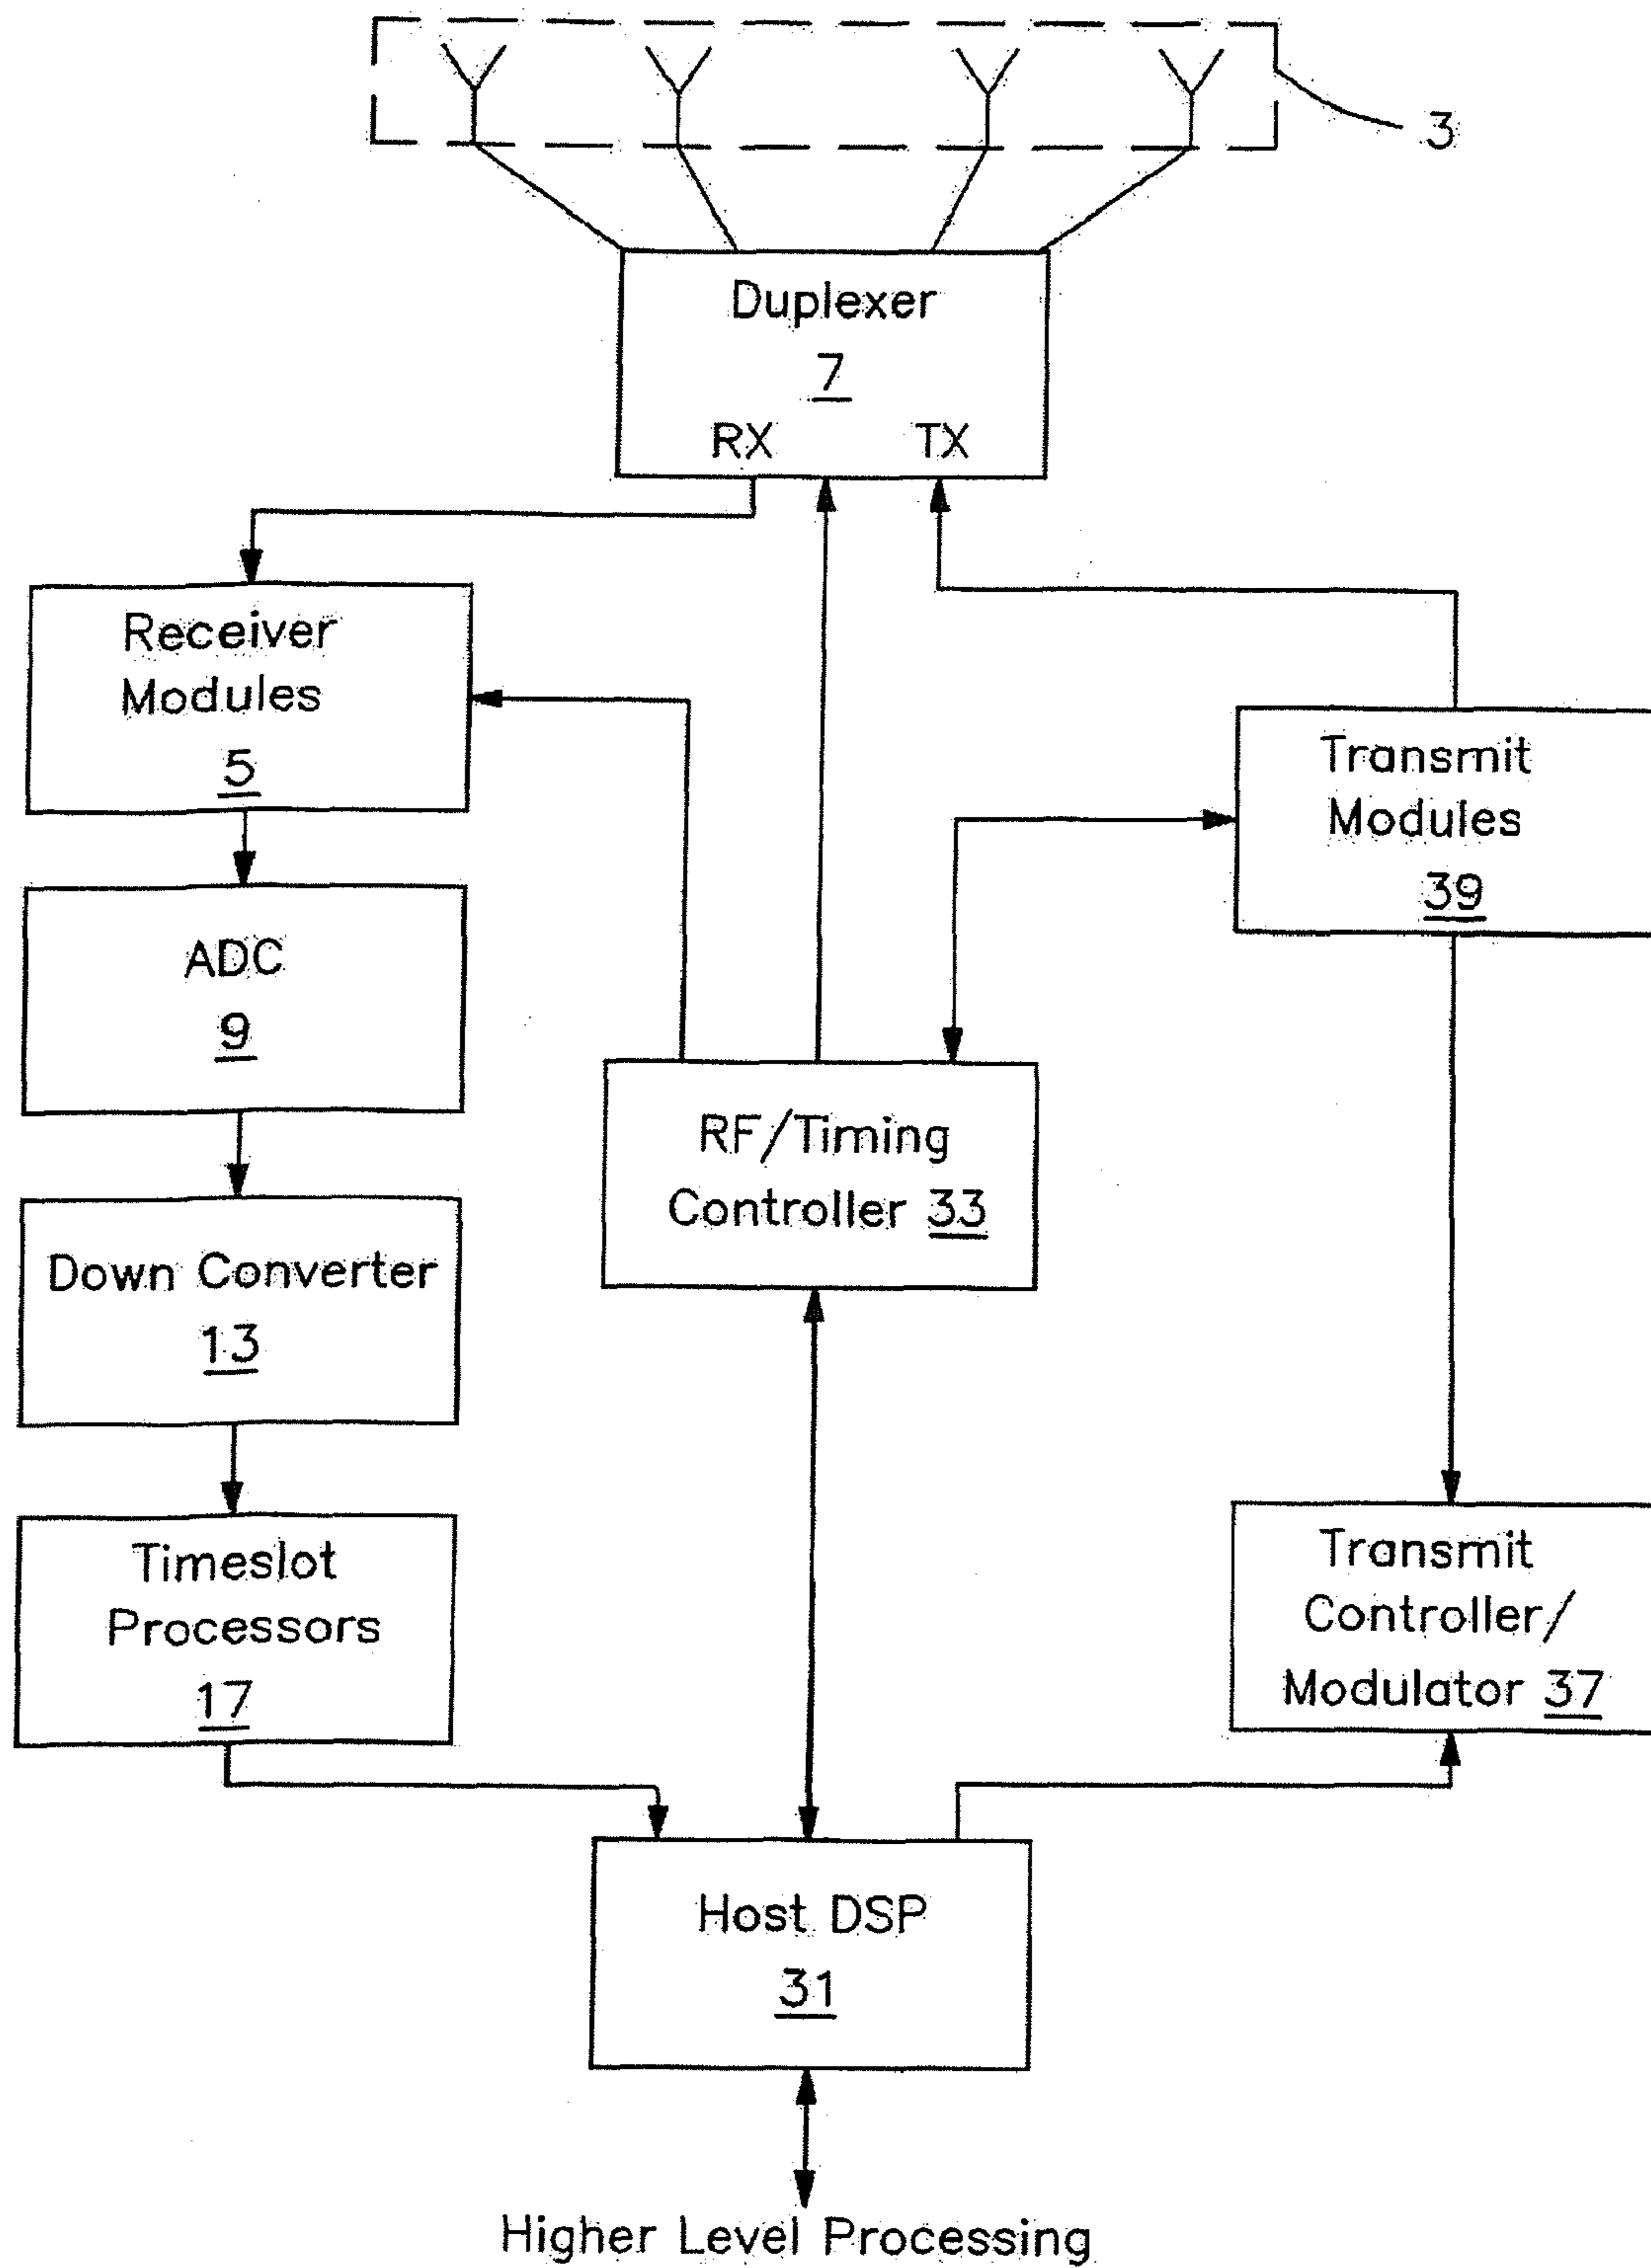 3
Duplexer
7
RX TX
Receiver
Modules
5
Transmit
Modules
39
ADC
9
RF/Timing
Controller 33
Down Converter
13
Timeslot
Processors
17
Transmit
Controller/
Modulator 37
Host DSP
31
Higher Level Processing